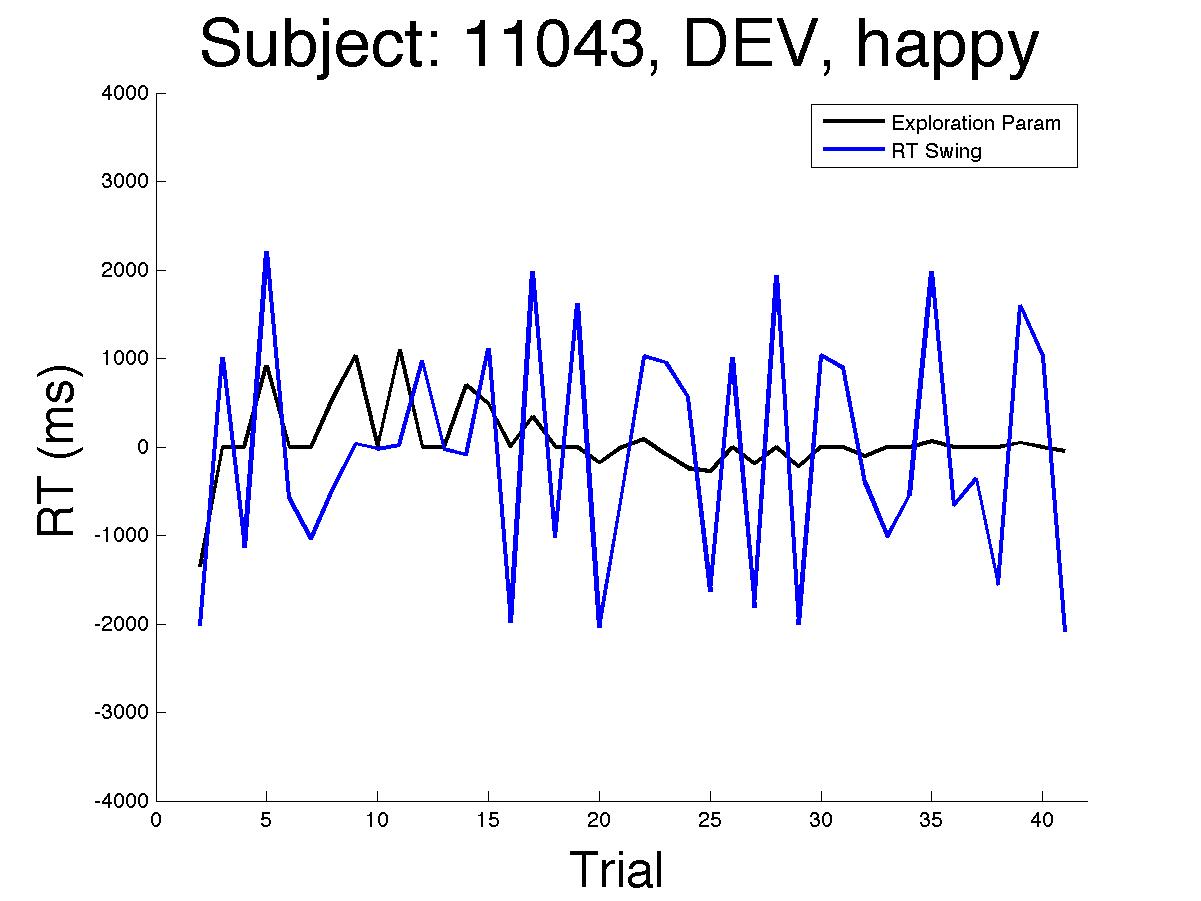 Subject: 11043, DEV, happy
4000
3000
2000
1000
0
-1000
-2000
-3000
-4000
RT (ms)
Exploration Param
RT Swing
0 5 10 15 20 25 30 35 40
Trial